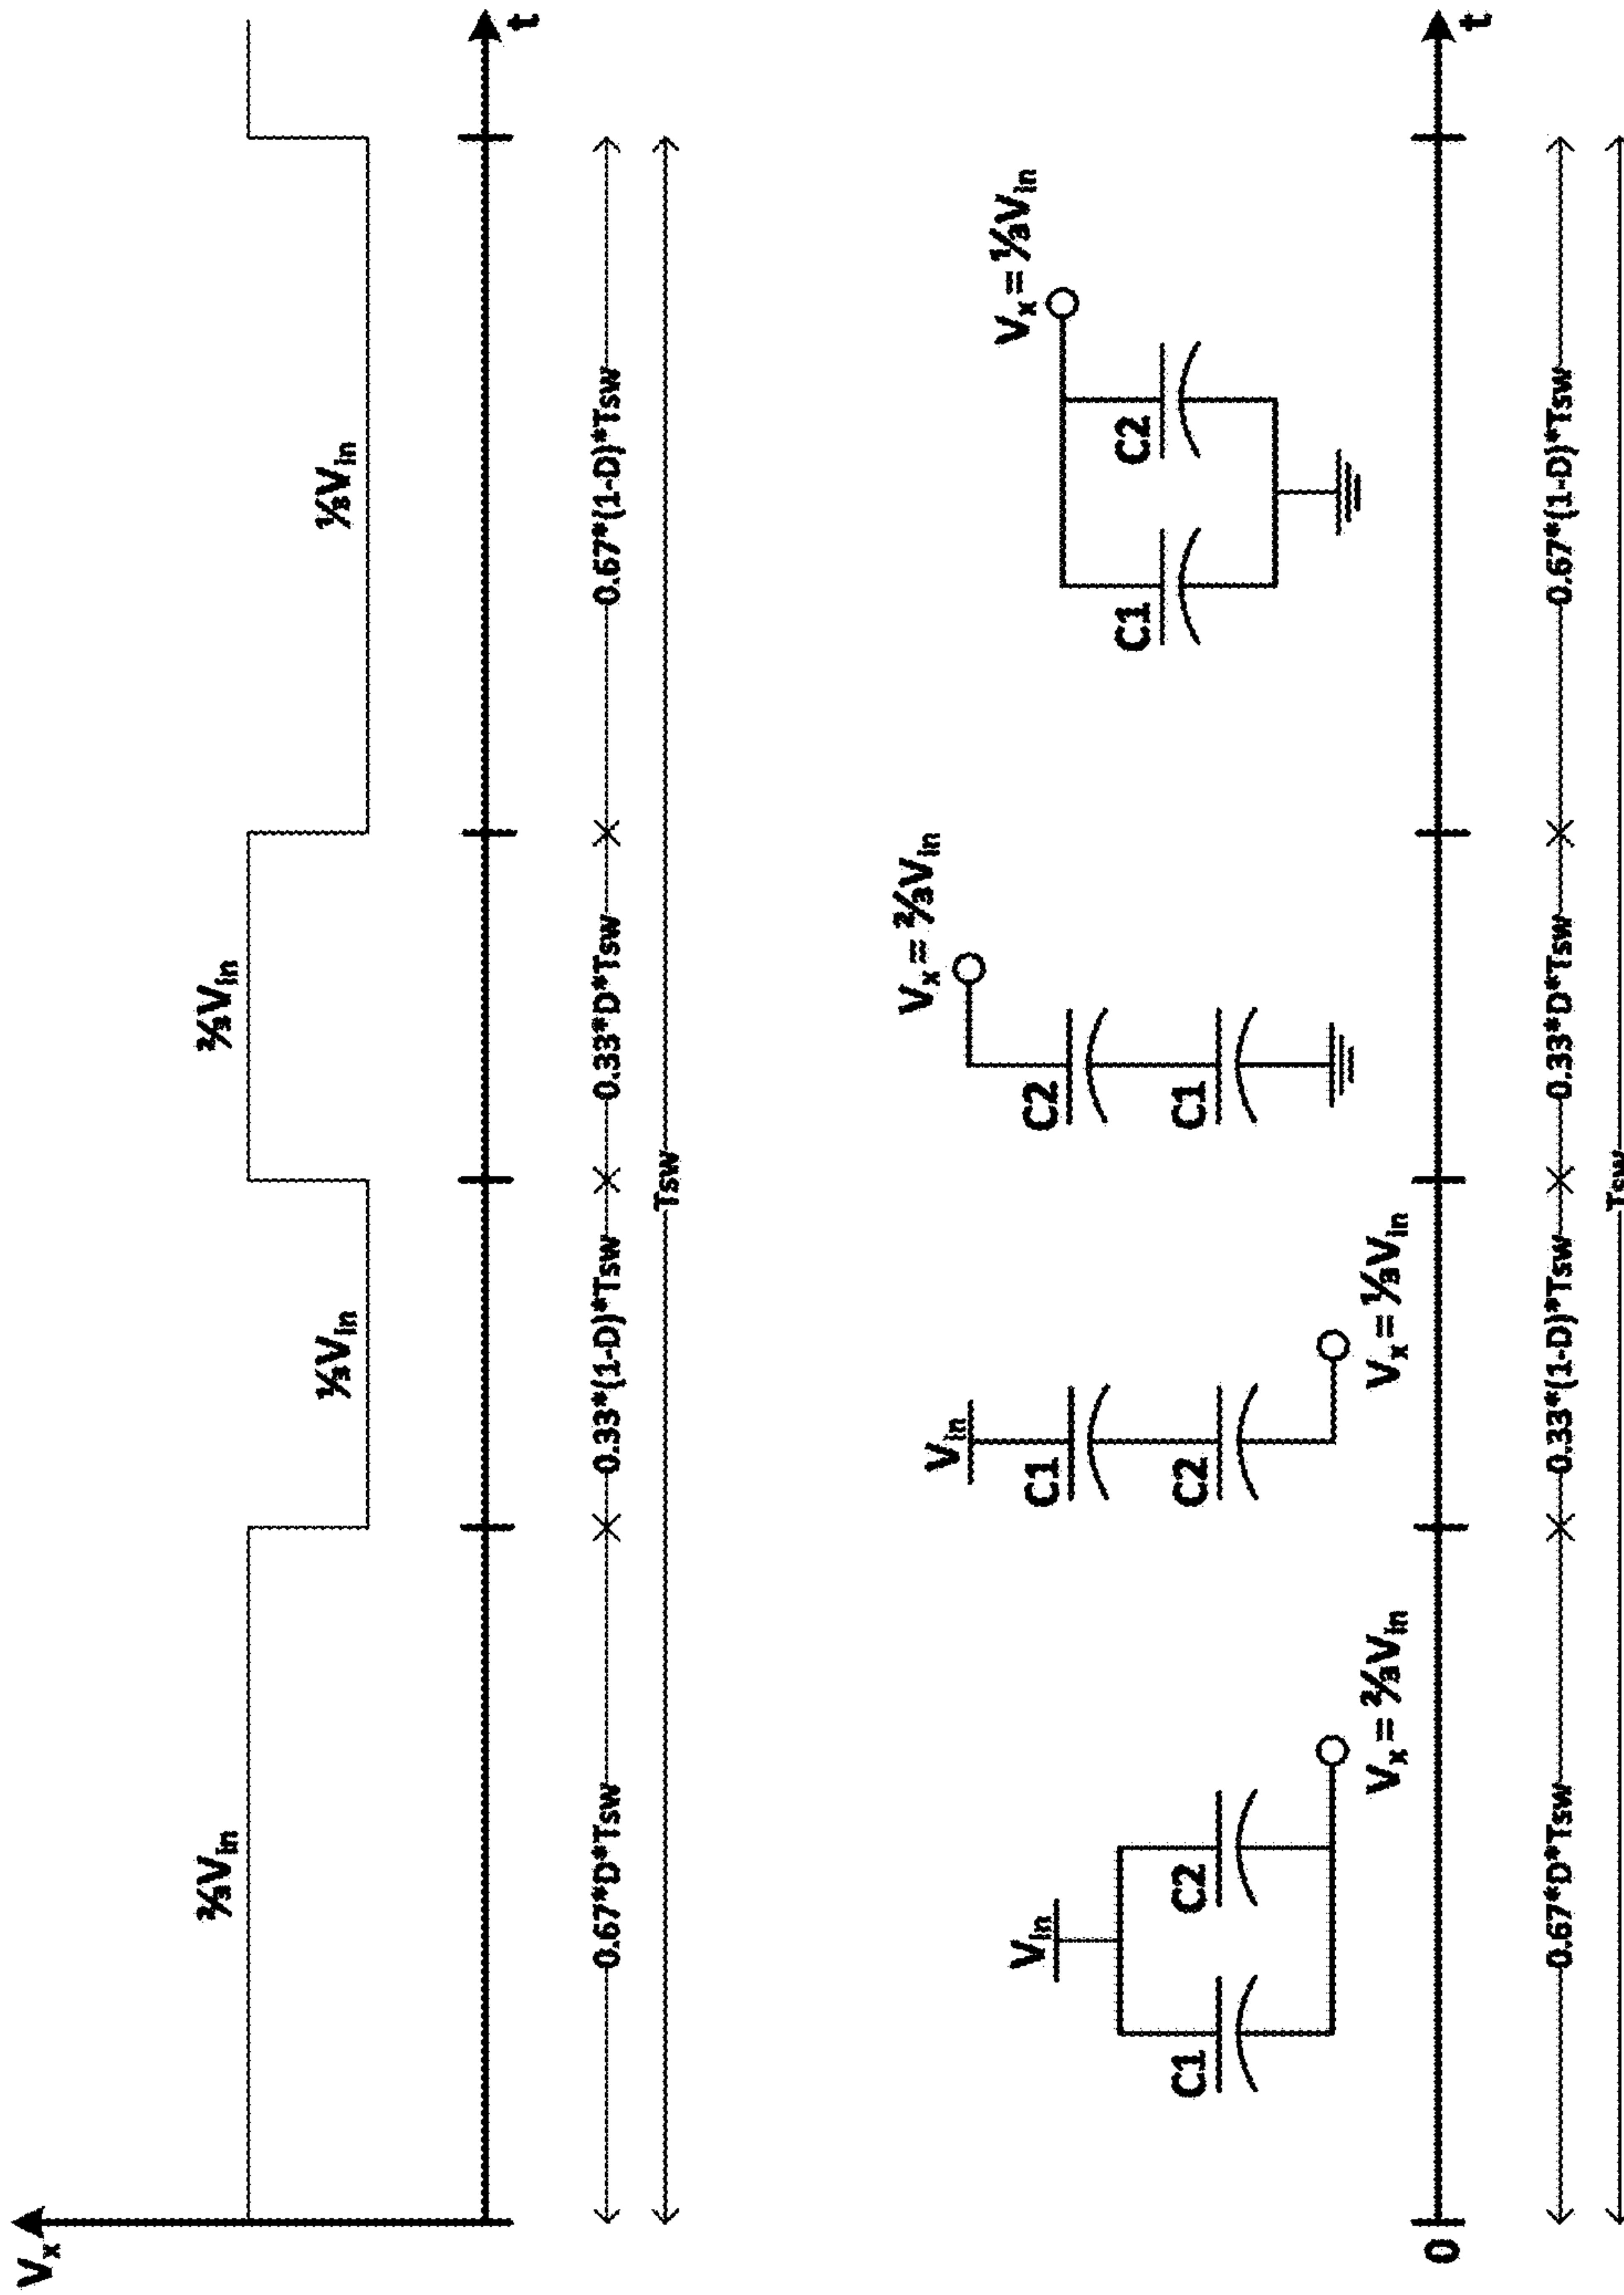 Vx
⅔Vin
⅓Vin
⅔Vin
⅓Vin
t
0.67*D*Tsw
0.33*(1-D)*Tsw
0.33*D*Tsw
0.67*(1-D)*Tsw
Tsw
Vin
C1
C2
Vx = ⅔Vin
Vin
C1
C2
Vx = ⅓Vin
Vx = ⅔Vin
C2
C1
Vx = ⅓Vin
C1
C2
0
t
0.67*D*Tsw
0.33*(1-D)*Tsw
0.33*D*Tsw
0.67*(1-D)*Tsw
Tsw